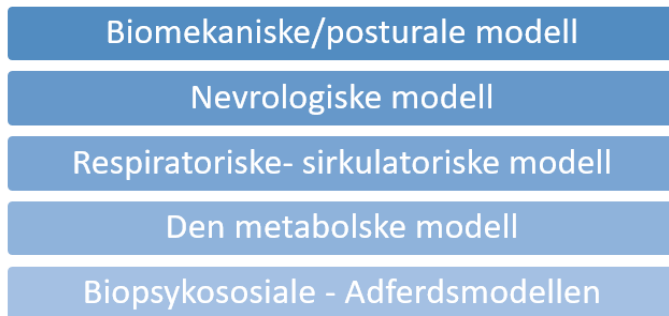 Biomekaniske/posturale modell
Nevrologiske modell
Respiratoriske- sirkulatoriske modell
Den metabolske modell
Biopsykososiale - Adferdsmodellen